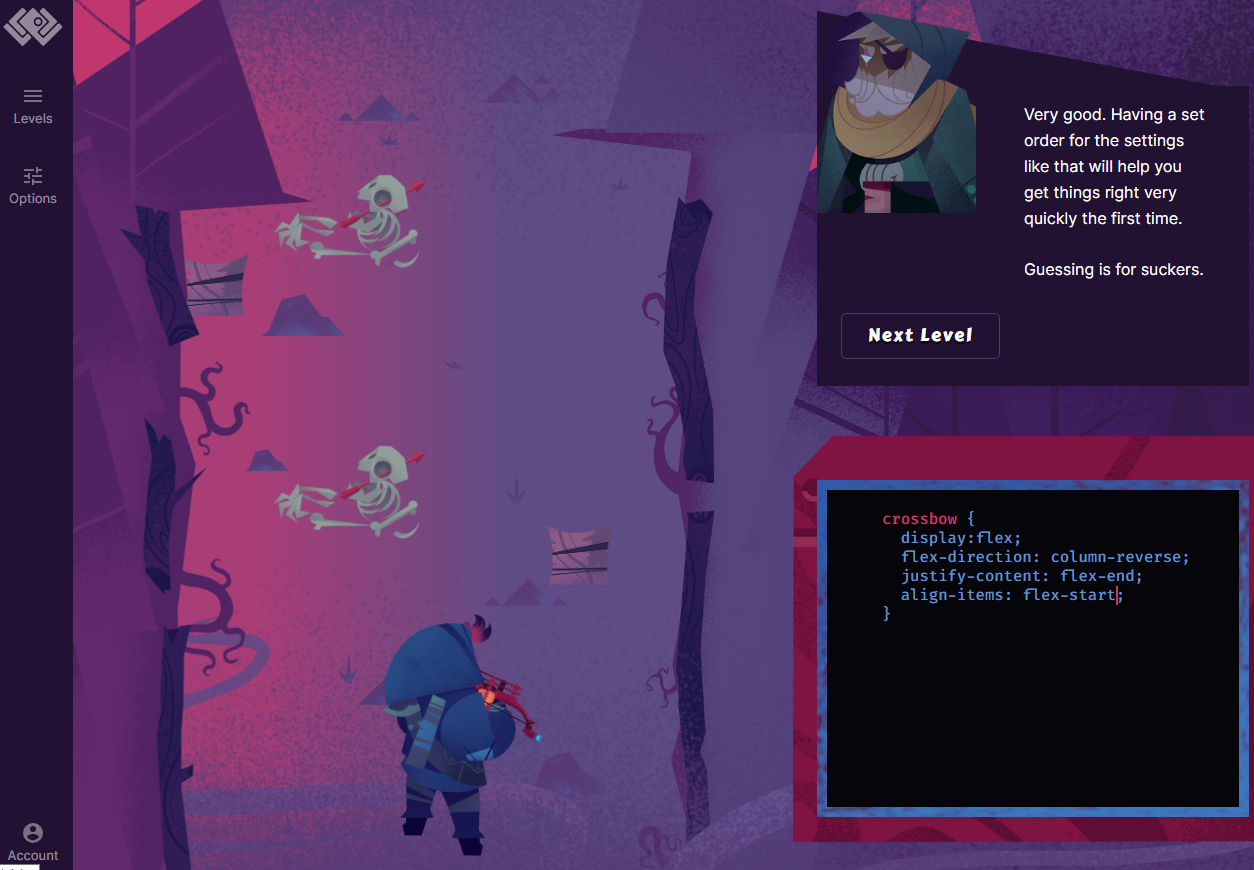 Levels
Options
Account
Very good. Having a set
order for the settings
like that will help you
get things right very
quickly the first time.
Guessing is for suckers.
Next Level
crossbow {
display:flex;
flex-direction: column-reverse;
justify-content: flex-end;
align-items: flex-start;
}